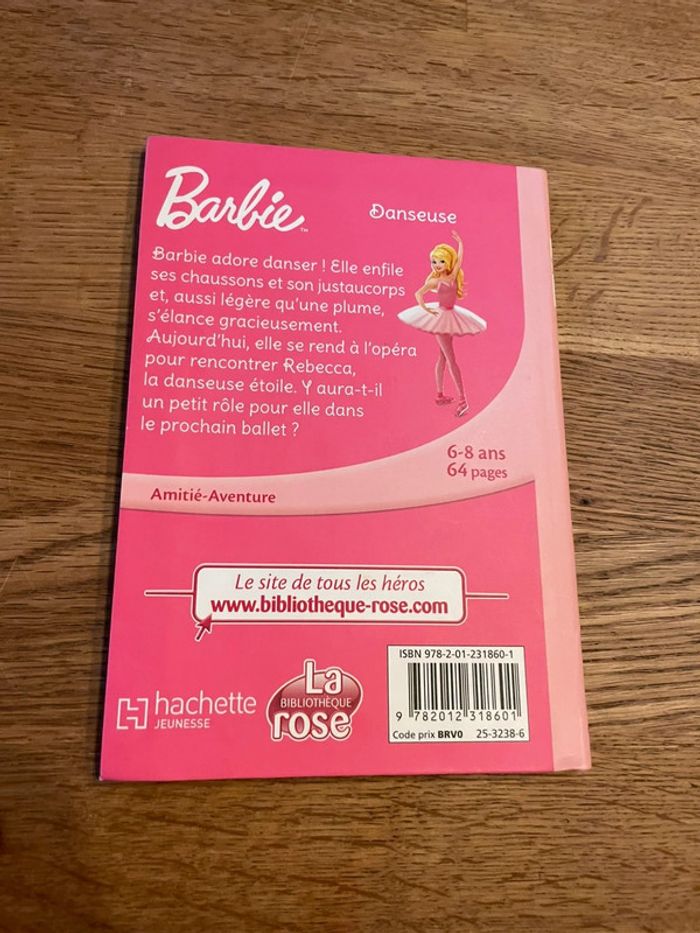 Barbie™
Danseuse
Barbie adore danser ! Elle enfile
ses chaussons et son justaucorps
et, aussi légère qu'une plume,
s'élance gracieusement.
Aujourd'hui, elle se rend à l'opéra
pour rencontrer Rebecca,
la danseuse étoile. Y aura-t-il
un petit rôle pour elle dans
le prochain ballet ?
6-8 ans
64 pages
Amitié-Aventure
Le site de tous les héros
www.bibliotheque-rose.com
hachette
JEUNESSE
La
BIBLIOTHÈQUE
rose
ISBN 978-2-01-231860-1
9 782012 318601
Code prix BRV0 25-3238-6